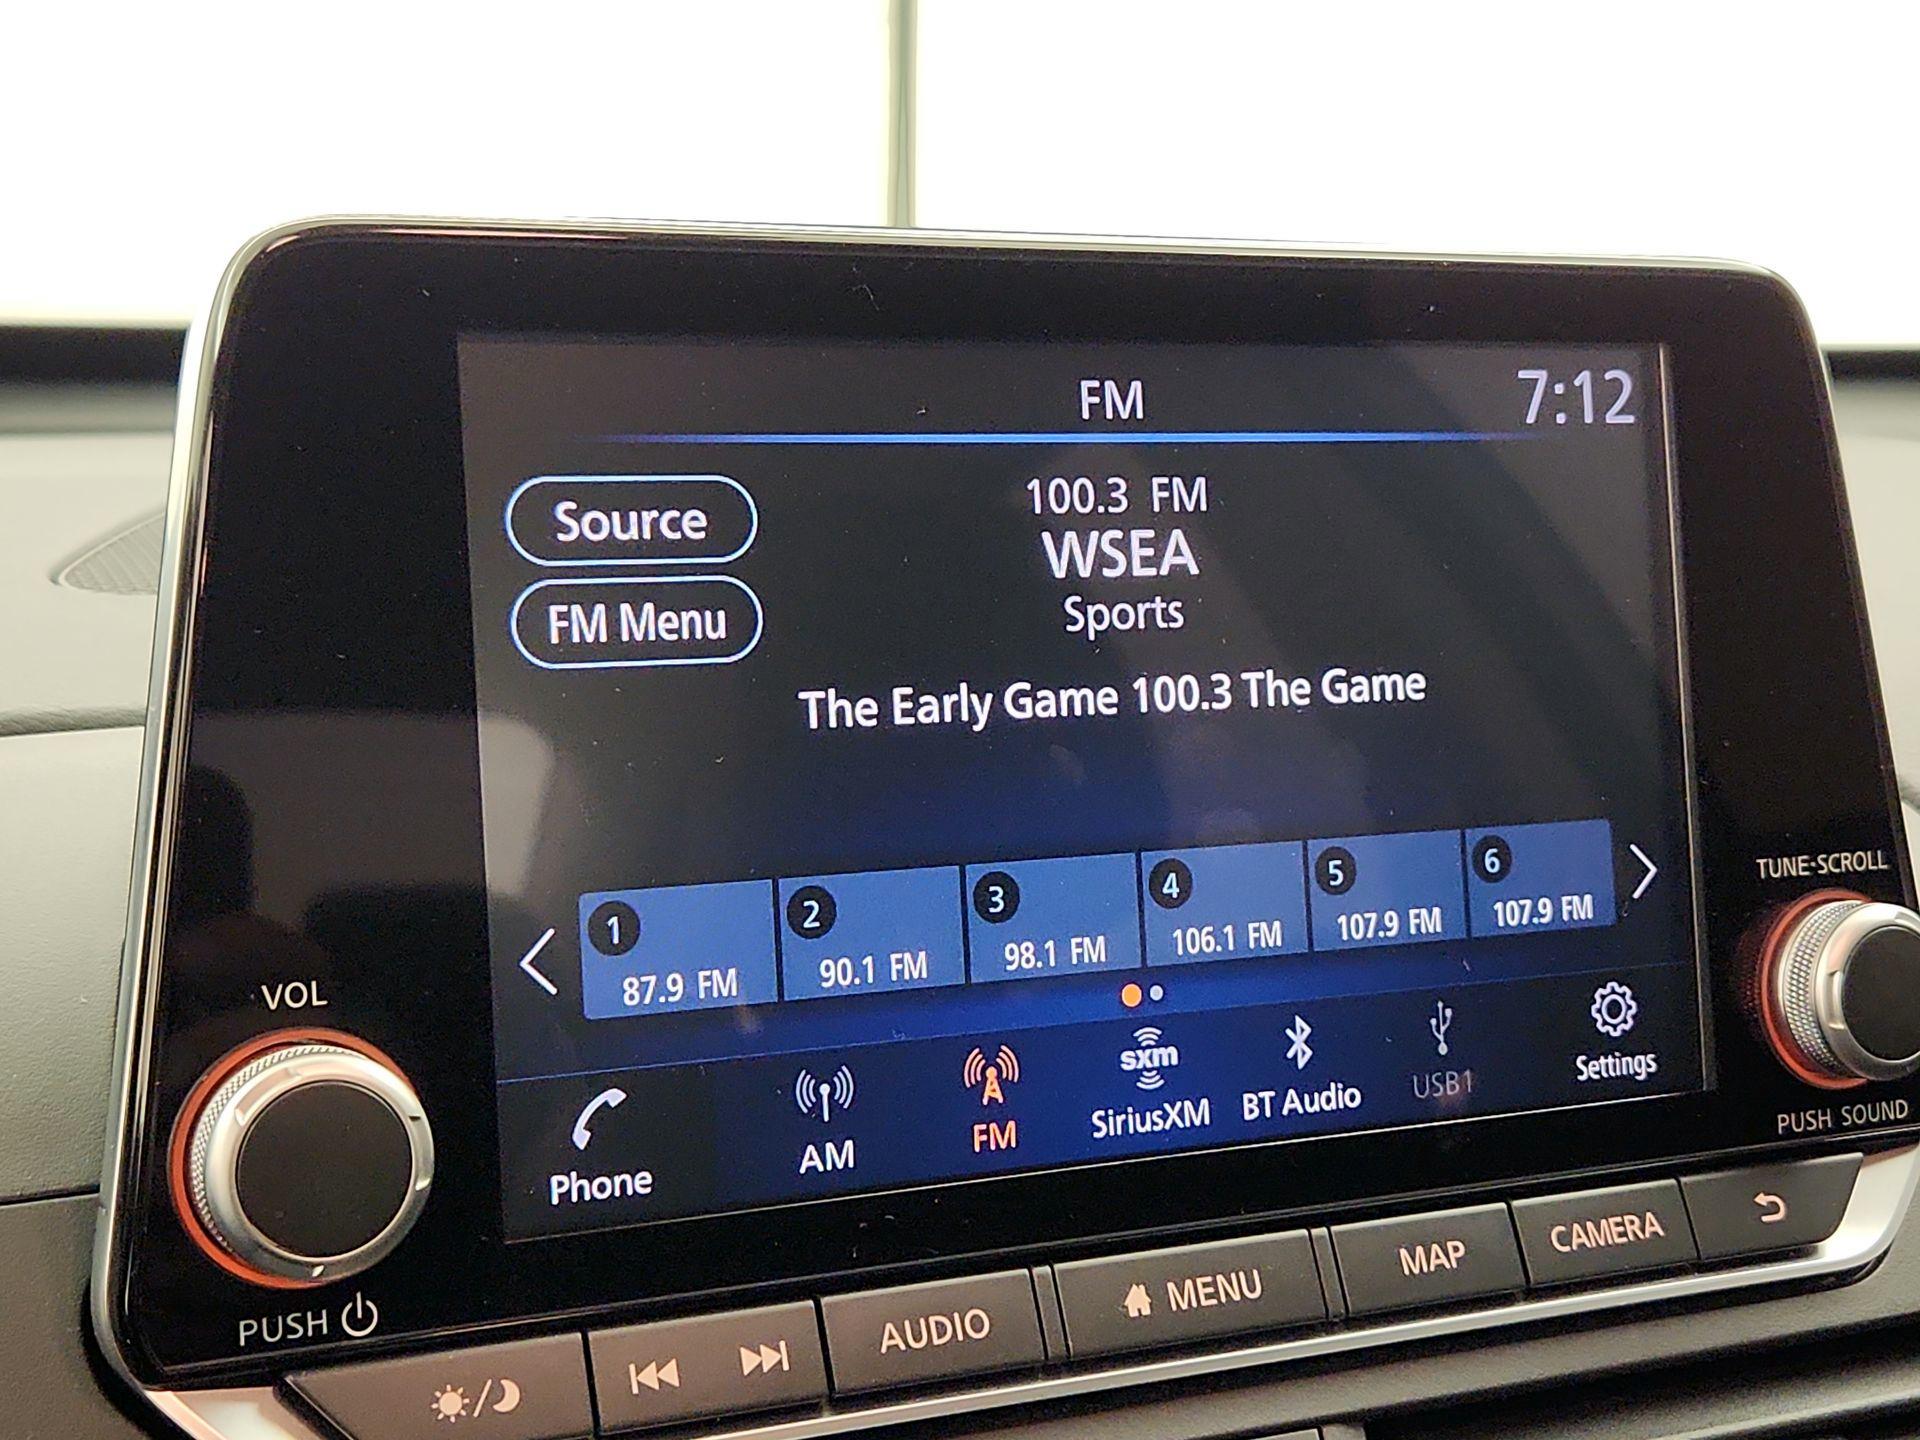 FM
7:12
Source
FM Menu
100.3 FM
WSEA
Sports
The Early Game 100.3 The Game
1
87.9 FM
2
90.1 FM
3
98.1 FM
4
106.1 FM
5
107.9 FM
6
107.9 FM
Phone
AM
FM
sxm
SiriusXM
BT Audio
USB1
Settings
VOL
PUSH
TUNE·SCROLL
PUSH SOUND
AUDIO
MENU
MAP
CAMERA